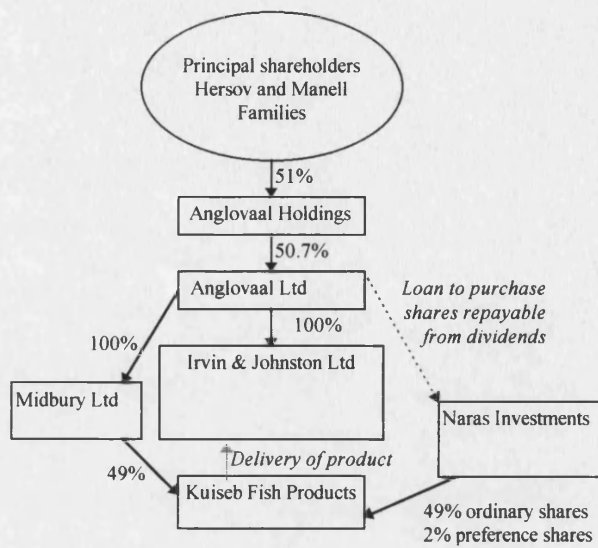 Principal shareholders
Hersov and Manell
Families
51%
Anglovaal Holdings
50.7%
Anglovaal Ltd
Loan to purchase
shares repayable
from dividends
100%
100%
Irvin & Johnston Ltd
Midbury Ltd
Naras Investments
Delivery of product
49%
Kuiseb Fish Products
49% ordinary shares
2% preference shares